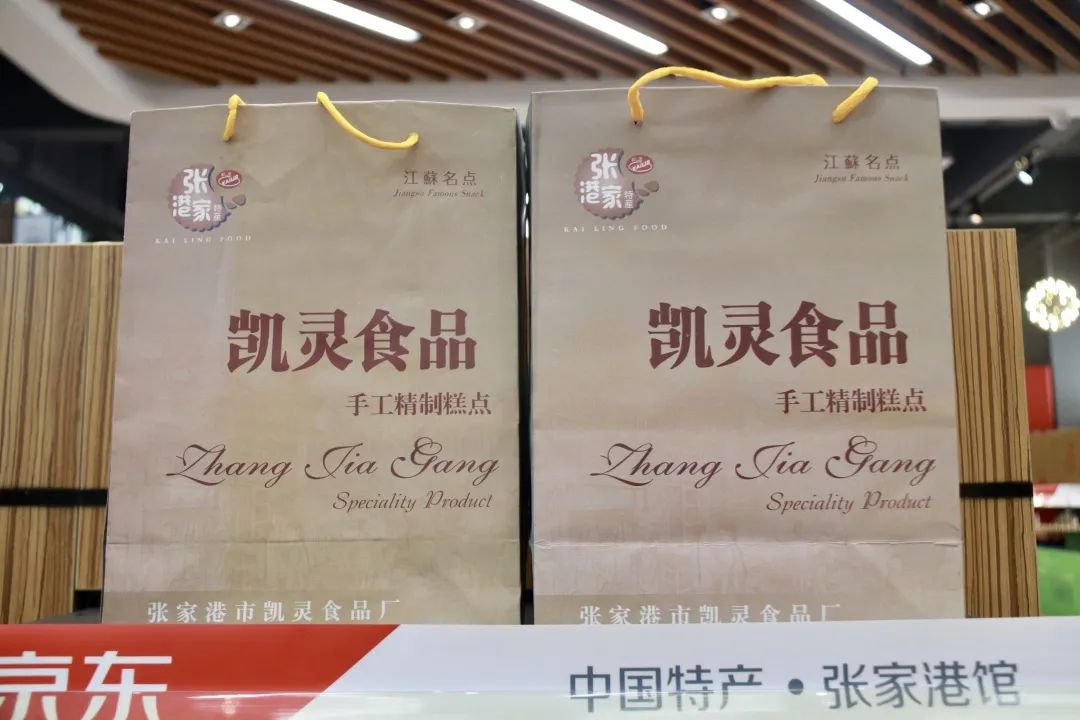 张家港
特产
KAI LING FOOD
江蘇名点
Jiangsu Famous Snack
凯灵食品
手工精制糕点
Zhang Jia Gang
Speciality Product
张家港市凯灵食品厂
张家港
特产
KAI LING FOOD
江蘇名点
Jiangsu Famous Snack
凯灵食品
手工精制糕点
Zhang Jia Gang
Speciality Product
张家港市凯灵食品厂
京东
中国特产·张家港馆